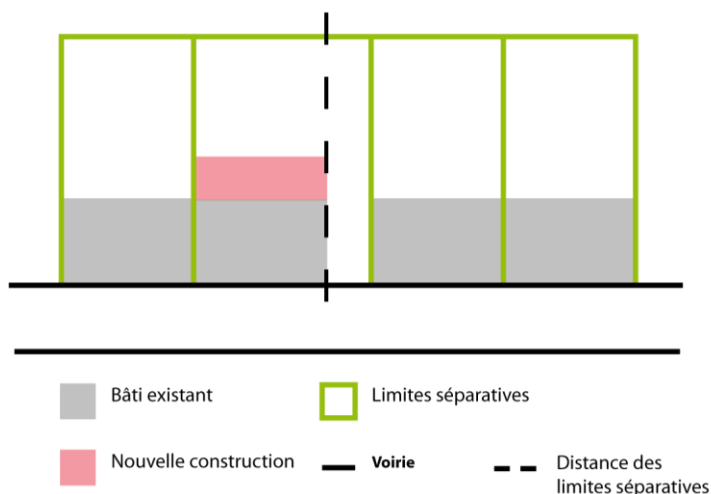 Bâti existant
Limites séparatives
Nouvelle construction
Voirie
Distance des
limites séparatives